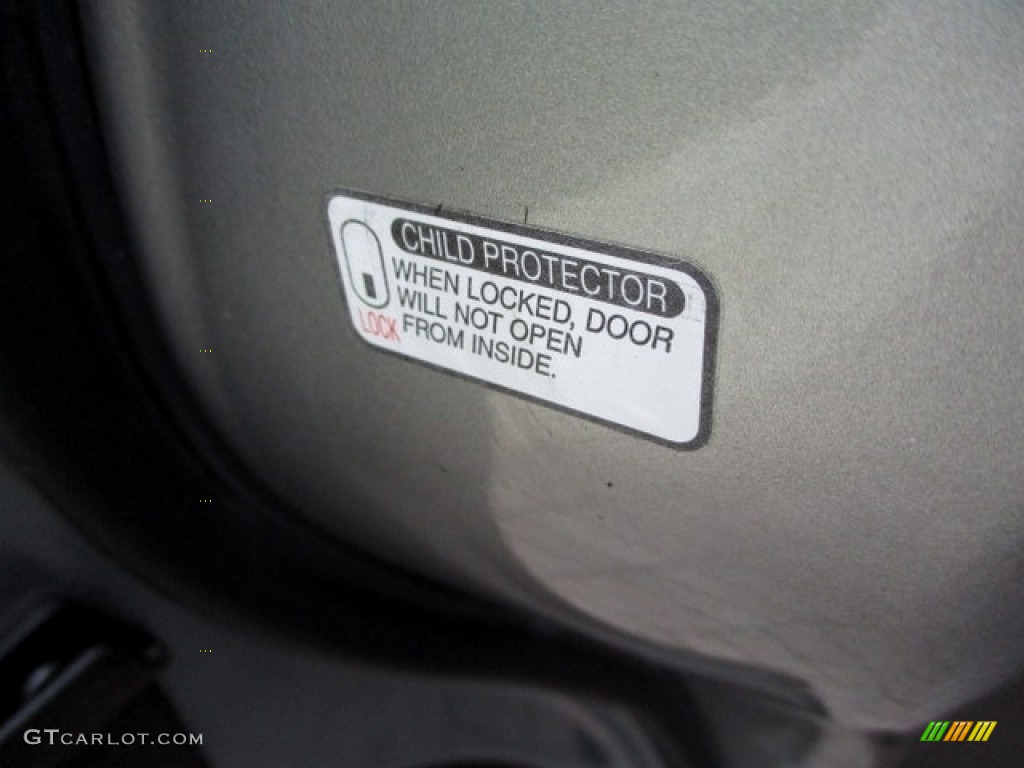 CHILD PROTECTOR
WHEN LOCKED, DOOR
WILL NOT OPEN
FROM INSIDE.
LOCK
GTCARLOT.COM